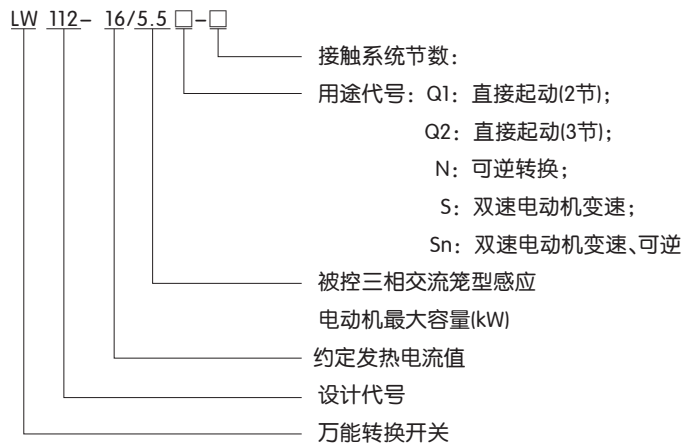 LW 112- 16/5.5 □-□
接触系统节数:
用途代号: Q1: 直接起动(2节);
Q2: 直接起动(3节);
N: 可逆转换;
S: 双速电动机变速;
Sn: 双速电动机变速、可逆
被控三相交流笼型感应
电动机最大容量(kW)
约定发热电流值
设计代号
万能转换开关